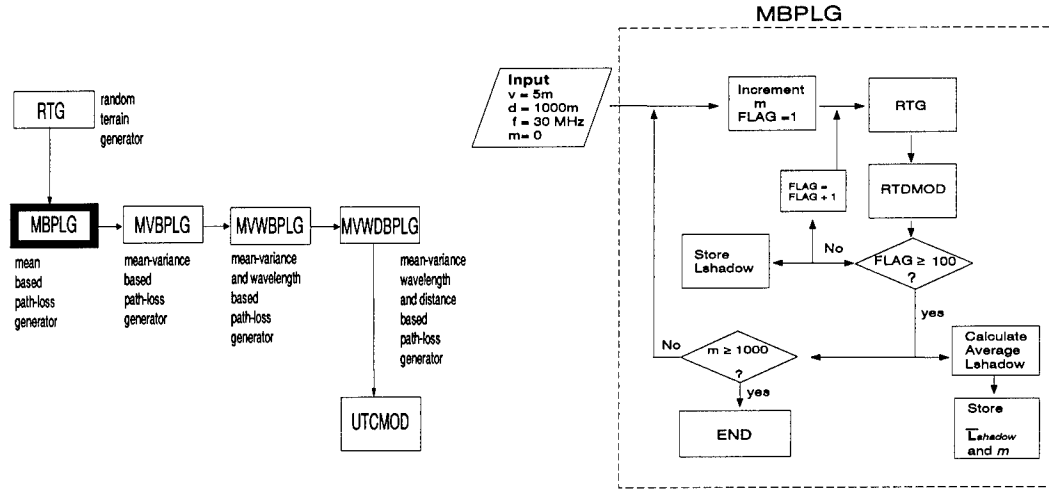 RTG
random
terrain
generator
MBPLG
mean
based
path-loss
generator
MVBPLG
mean-variance
based
path-loss
generator
MVWBPLG
mean-variance
and wavelength
based
path-loss
generator
MVWDBPLG
mean-variance
wavelength
and distance
based
path-loss
generator
UTCMOD
MBPLG
Input
v = 5m
d = 1000m
f = 30 MHz
m= 0
Increment
m
FLAG =1
RTG
FLAG =
FLAG + 1
RTDMOD
Store
Lshadow
No
FLAG ≥ 100
?
yes
No
m ≥ 1000
?
yes
END
Calculate
Average
Lshadow
Store
L̅shadow
and m